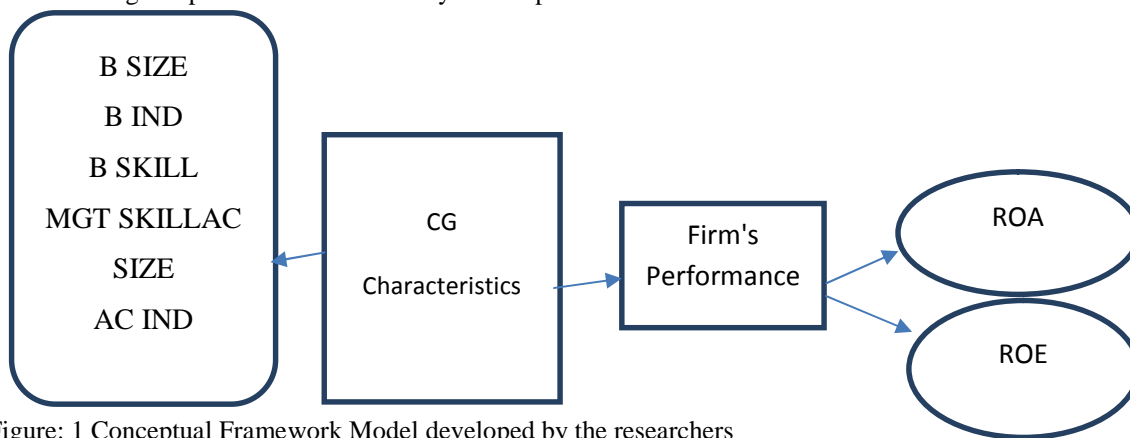 B SIZE
B IND
B SKILL
MGT SKILLAC
SIZE
AC IND
CG
Characteristics
Firm's
Performance
ROA
ROE
Figure: 1 Conceptual Framework Model developed by the researchers